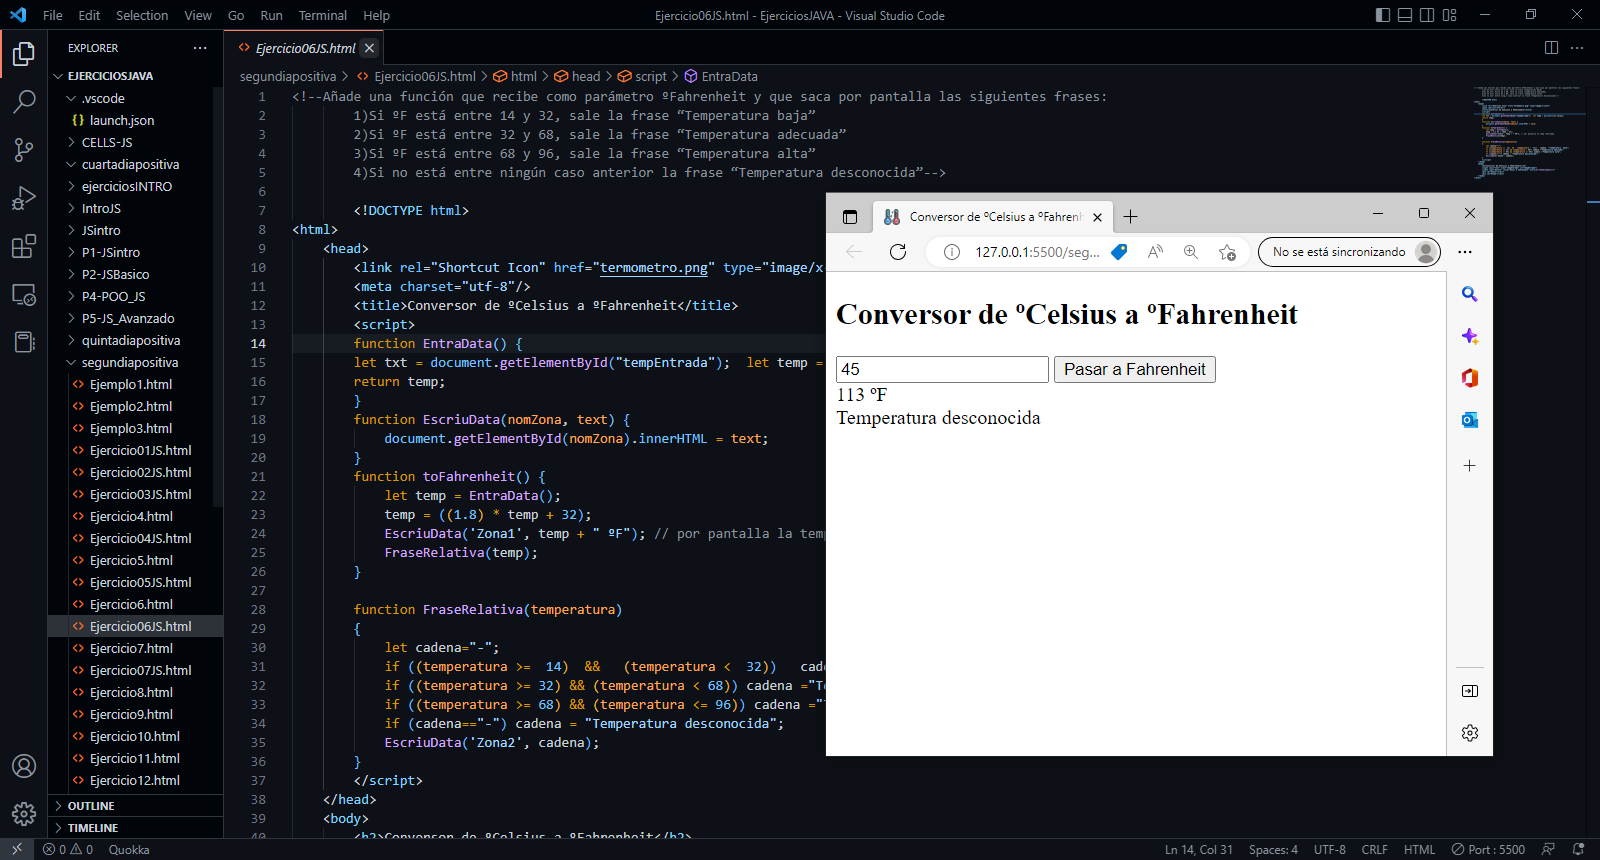 File Edit Selection View Go Run Terminal Help
Ejercicio06JS.html - EjerciciosJAVA - Visual Studio Code
EXPLORER
EJERCICIOSJAVA
.vscode
{} launch.json
CELLS-JS
cuartadiapositiva
ejerciciosINTRO
IntroJS
JSintro
P1-JSintro
P2-JSBasico
P4-POO_JS
P5-JS_Avanzado
quintadiapositiva
segundiapositiva
Ejemplo1.html
Ejemplo2.html
Ejemplo3.html
Ejercicio01JS.html
Ejercicio02JS.html
Ejercicio03JS.html
Ejercicio4.html
Ejercicio04JS.html
Ejercicio5.html
Ejercicio05JS.html
Ejercicio6.html
Ejercicio06JS.html
Ejercicio7.html
Ejercicio07JS.html
Ejercicio8.html
Ejercicio9.html
Ejercicio10.html
Ejercicio11.html
Ejercicio12.html
OUTLINE
TIMELINE
Ejercicio06JS.html
segundiapositiva > Ejercicio06JS.html > html > head > script > EntraData
1 <!--Añade una función que recibe como parámetro ºFahrenheit y que saca por pantalla las siguientes frases:
2 1)Si ºF está entre 14 y 32, sale la frase “Temperatura baja”
3 2)Si ºF está entre 32 y 68, sale la frase “Temperatura adecuada”
4 3)Si ºF está entre 68 y 96, sale la frase “Temperatura alta”
5 4)Si no está entre ningún caso anterior la frase “Temperatura desconocida”-->
6
7 <!DOCTYPE html>
8 <html>
9 <head>
10 <link rel="Shortcut Icon" href="termometro.png" type="image/x
11 <meta charset="utf-8"/>
12 <title>Conversor de ºCelsius a ºFahrenheit</title>
13 <script>
14 function EntraData() {
15 let txt = document.getElementById("tempEntrada"); let temp =
16 return temp;
17 }
18 function EscriuData(nomZona, text) {
19 document.getElementById(nomZona).innerHTML = text;
20 }
21 function toFahrenheit() {
22 let temp = EntraData();
23 temp = ((1.8) * temp + 32);
24 EscriuData('Zona1', temp + " ºF"); // por pantalla la temp
25 FraseRelativa(temp);
26 }
27
28 function FraseRelativa(temperatura)
29 {
30 let cadena="-";
31 if ((temperatura >= 14) && (temperatura < 32)) cade
32 if ((temperatura >= 32) && (temperatura < 68)) cadena ="Te
33 if ((temperatura >= 68) && (temperatura <= 96)) cadena ="
34 if (cadena=="-") cadena = "Temperatura desconocida";
35 EscriuData('Zona2', cadena);
36 }
37 </script>
38 </head>
39 <body>
40 <h2>Conversor de ºCelsius a ºFahrenheit</h2>
Conversor de ºCelsius a ºFahrenh
127.0.0.1:5500/seg...
No se está sincronizando
Conversor de ºCelsius a ºFahrenheit
45 Pasar a Fahrenheit
113 ºF
Temperatura desconocida
0 0 Quokka
Ln 14, Col 31 Spaces: 4 UTF-8 CRLF HTML Port : 5500